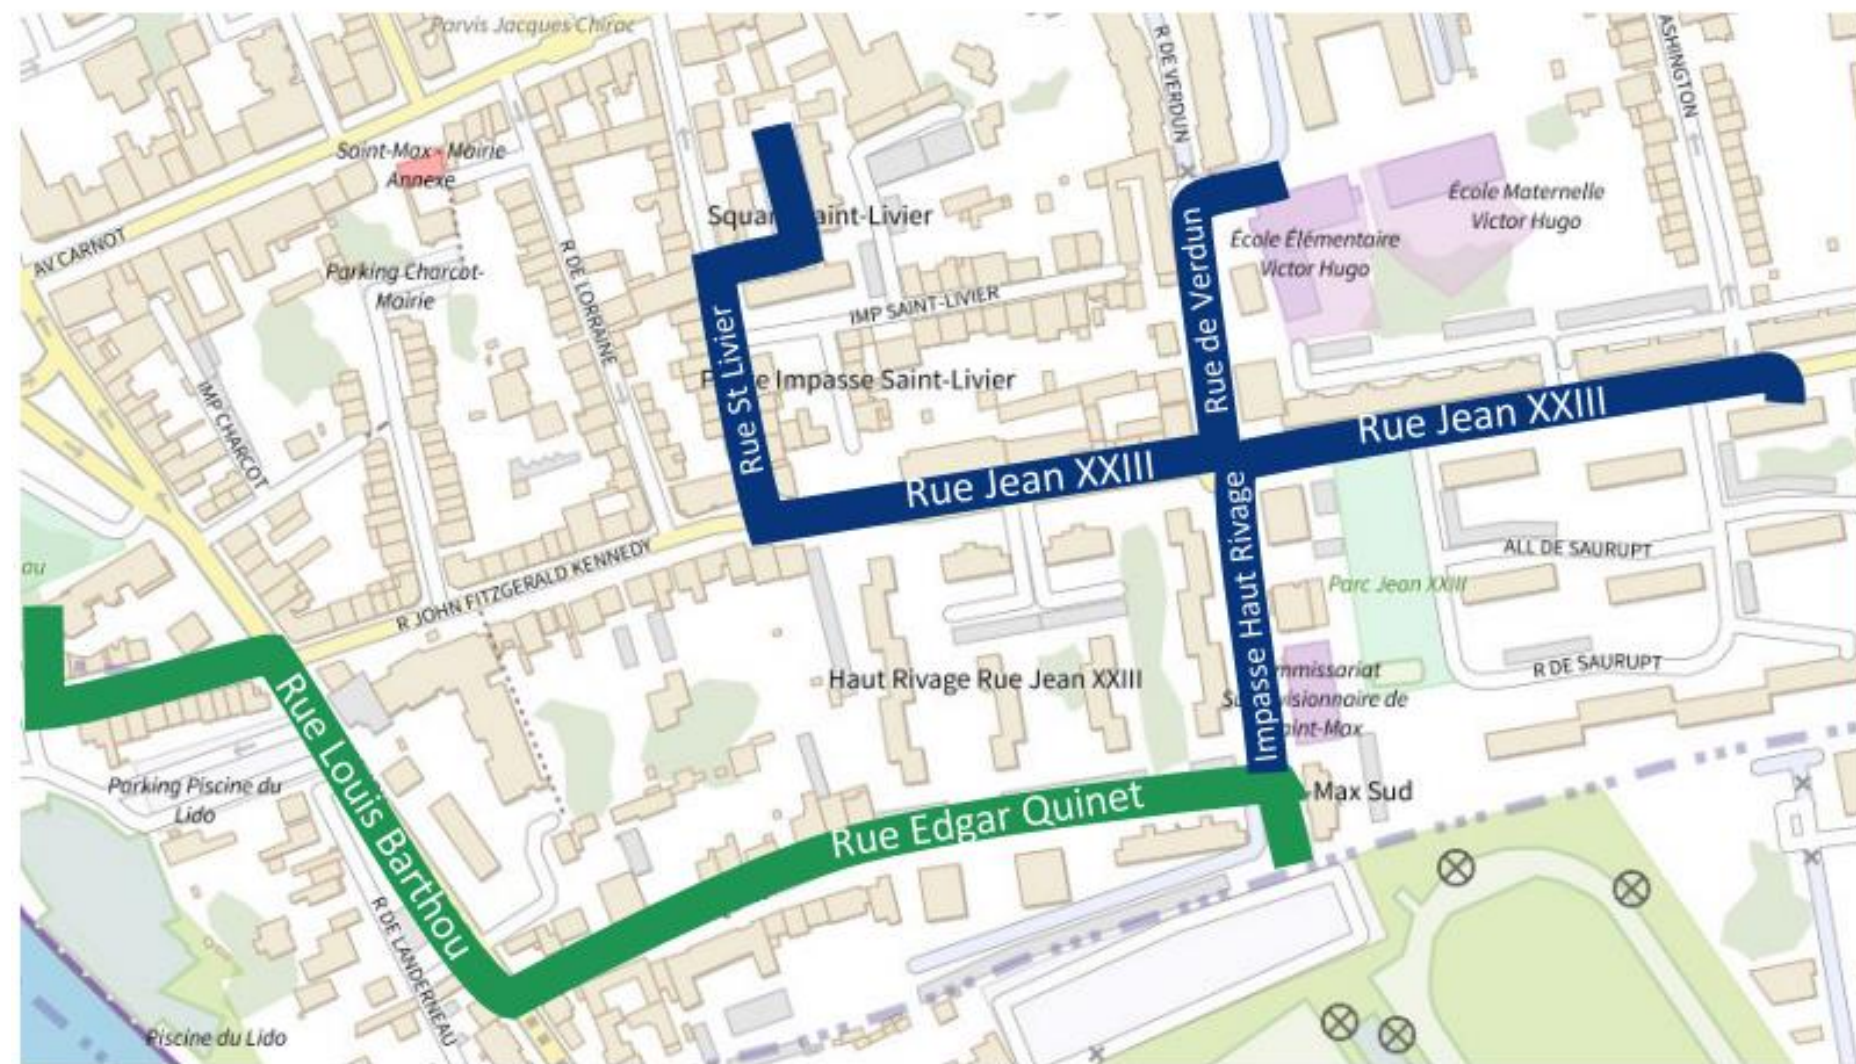 Parvis Jacques Chirac
R DE VERDUN
ASHINGTON
Saint-Max - Mairie
Annexe
École Maternelle
Victor Hugo
Squar aint-Livier
AV CARNOT
R DE LORRAINE
Parking Charcot-
Mairie
École Élémentaire
Victor Hugo
Rue de Verdun
IMP SAINT-LIVIER
Rue St Livier
e Impasse Saint-Livier
IMP CHARCOT
Rue Jean XXIII
Rue Jean XXIII
Impasse Haut Rivage
ALL DE SAURUPT
au
R JOHN FITZGERALD KENNEDY
Parc Jean XXIII
R DE SAURUPT
Haut Rivage Rue Jean XXIII
mmissariat
Su visionnaire de
aint-Max
Rue Louis Barthou
Parking Piscine du
Lido
Max Sud
Rue Edgar Quinet
R DE LANDERNEAU
Piscine du Lido